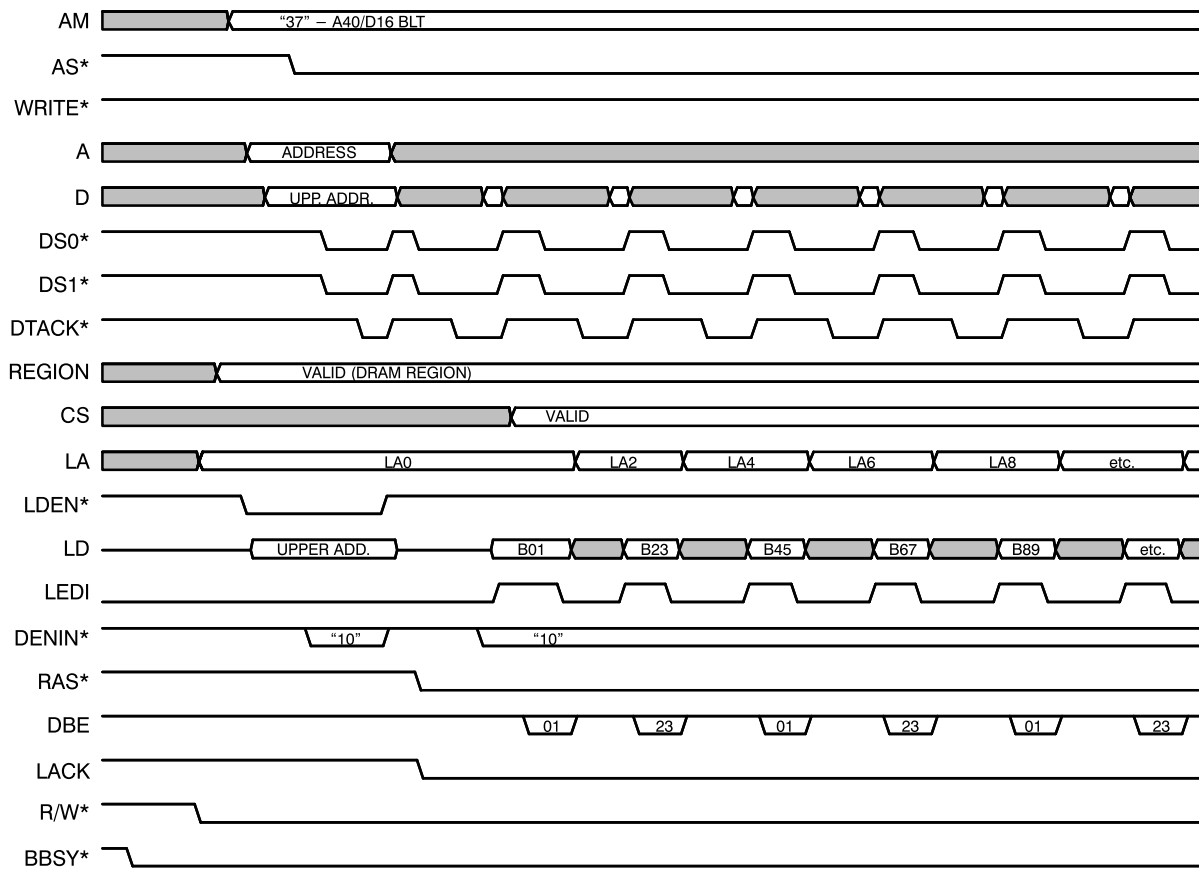 AM “37” – A40/D16 BLT
AS*
WRITE*
A ADDRESS
D UPP. ADDR.
DS0*
DS1*
DTACK*
REGION VALID (DRAM REGION)
CS VALID
LA LA0 LA2 LA4 LA6 LA8 etc.
LDEN*
LD UPPER ADD. B01 B23 B45 B67 B89 etc.
LEDI
DENIN* “10” “10”
RAS*
DBE 01 23 01 23 01 23
LACK
R/W*
BBSY*